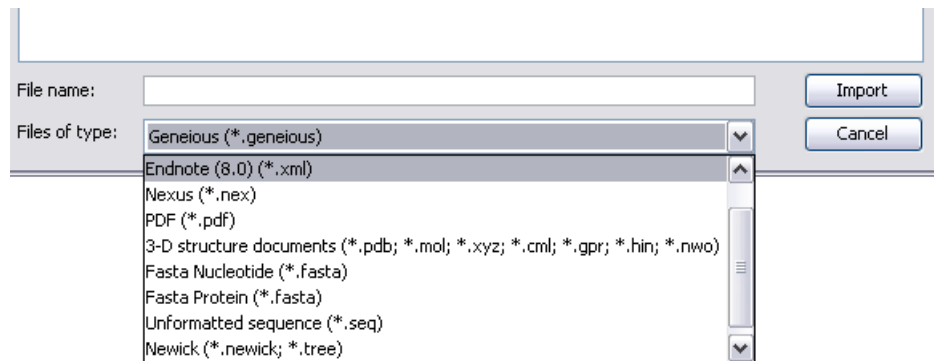 File name:
Import
Files of type:
Geneious (*.geneious)
Cancel
Endnote (8.0) (*.xml)
Nexus (*.nex)
PDF (*.pdf)
3-D structure documents (*.pdb; *.mol; *.xyz; *.cml; *.gpr; *.hin; *.nwo)
Fasta Nucleotide (*.fasta)
Fasta Protein (*.fasta)
Unformatted sequence (*.seq)
Newick (*.newick; *.tree)